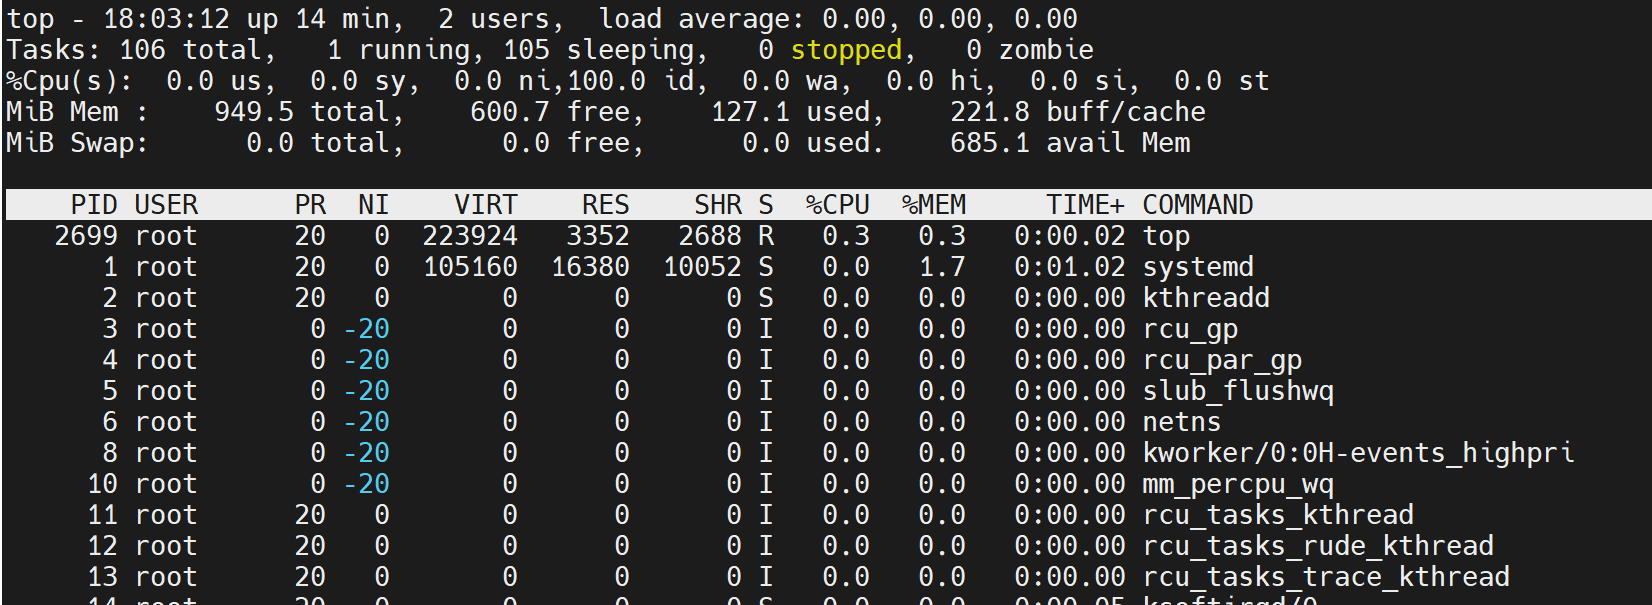 top - 18:03:12 up 14 min,  2 users,  load average: 0.00, 0.00, 0.00
Tasks: 106 total,   1 running, 105 sleeping,   0 stopped,   0 zombie
%Cpu(s):  0.0 us,  0.0 sy,  0.0 ni,100.0 id,  0.0 wa,  0.0 hi,  0.0 si,  0.0 st
MiB Mem :    949.5 total,    600.7 free,    127.1 used,    221.8 buff/cache
MiB Swap:      0.0 total,      0.0 free,      0.0 used.    685.1 avail Mem
    PID USER      PR  NI    VIRT    RES    SHR S  %CPU  %MEM     TIME+ COMMAND
   2699 root      20   0  223924   3352   2688 R   0.3   0.3   0:00.02 top
      1 root      20   0  105160  16380  10052 S   0.0   1.7   0:01.02 systemd
      2 root      20   0       0      0      0 S   0.0   0.0   0:00.00 kthreadd
      3 root       0 -20       0      0      0 I   0.0   0.0   0:00.00 rcu_gp
      4 root       0 -20       0      0      0 I   0.0   0.0   0:00.00 rcu_par_gp
      5 root       0 -20       0      0      0 I   0.0   0.0   0:00.00 slub_flushwq
      6 root       0 -20       0      0      0 I   0.0   0.0   0:00.00 netns
      8 root       0 -20       0      0      0 I   0.0   0.0   0:00.00 kworker/0:0H-events_highpri
     10 root       0 -20       0      0      0 I   0.0   0.0   0:00.00 mm_percpu_wq
     11 root      20   0       0      0      0 I   0.0   0.0   0:00.00 rcu_tasks_kthread
     12 root      20   0       0      0      0 I   0.0   0.0   0:00.00 rcu_tasks_rude_kthread
     13 root      20   0       0      0      0 I   0.0   0.0   0:00.00 rcu_tasks_trace_kthread